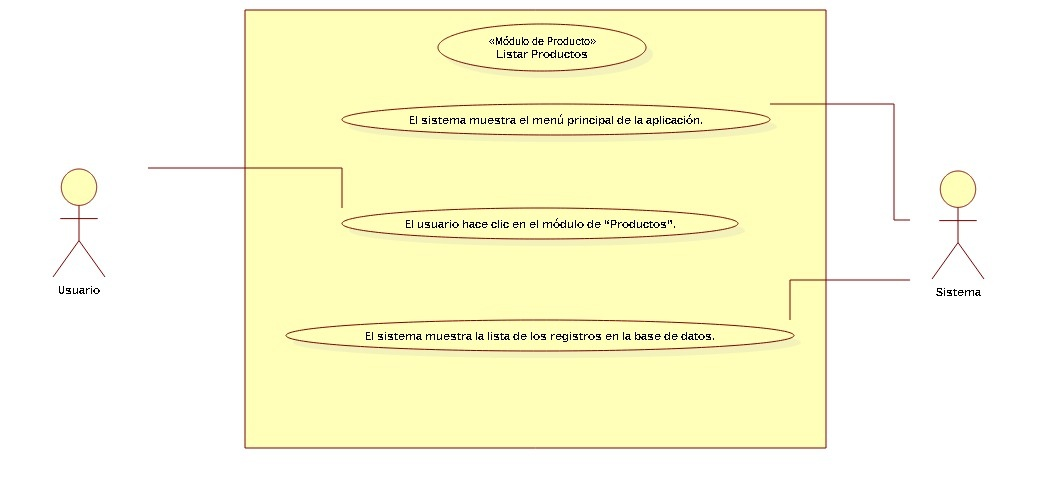 «Módulo de Producto»
Listar Productos
El sistema muestra el menú principal de la aplicación.
El usuario hace clic en el módulo de "Productos".
Usuario
Sistema
El sistema muestra la lista de los registros en la base de datos.